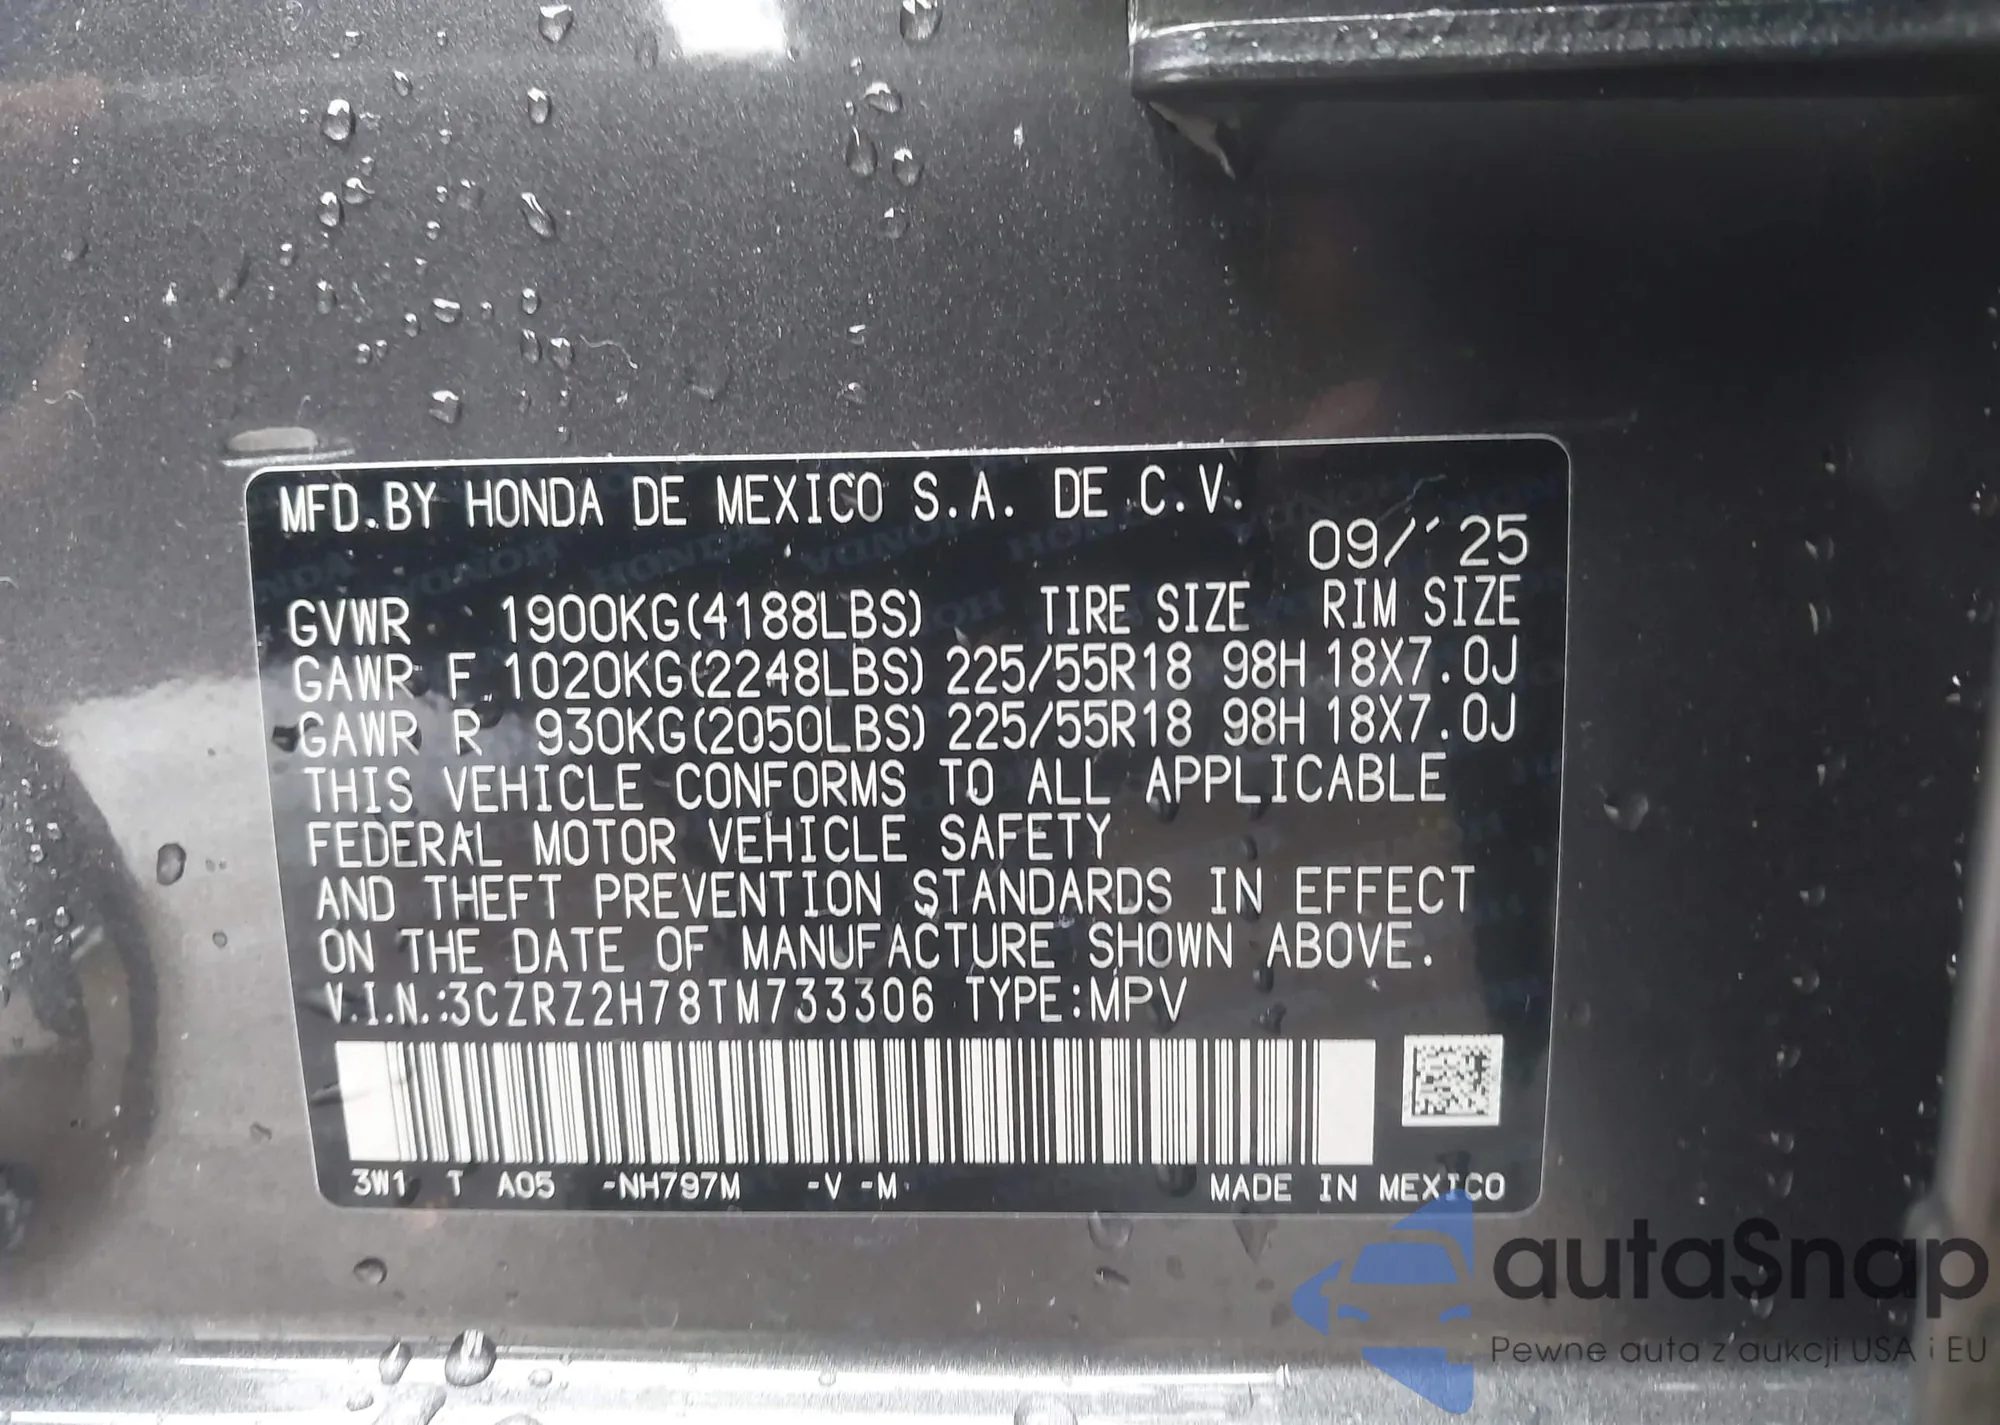 MFD.BY HONDA DE MEXICO S.A. DE C.V.
09/'25
GVWR 1900KG(4188LBS) TIRE SIZE RIM SIZE
GAWR F 1020KG(2248LBS) 225/55R18 98H 18X7.0J
GAWR R 930KG(2050LBS) 225/55R18 98H 18X7.0J
THIS VEHICLE CONFORMS TO ALL APPLICABLE
FEDERAL MOTOR VEHICLE SAFETY
AND THEFT PREVENTION STANDARDS IN EFFECT
ON THE DATE OF MANUFACTURE SHOWN ABOVE.
V.I.N.:3CZRZ2H78TM733306 TYPE:MPV
3W1 T A05 -NH797M -V -M MADE IN MEXICO
autaSnap
Pewne auta z aukcji USA i EU